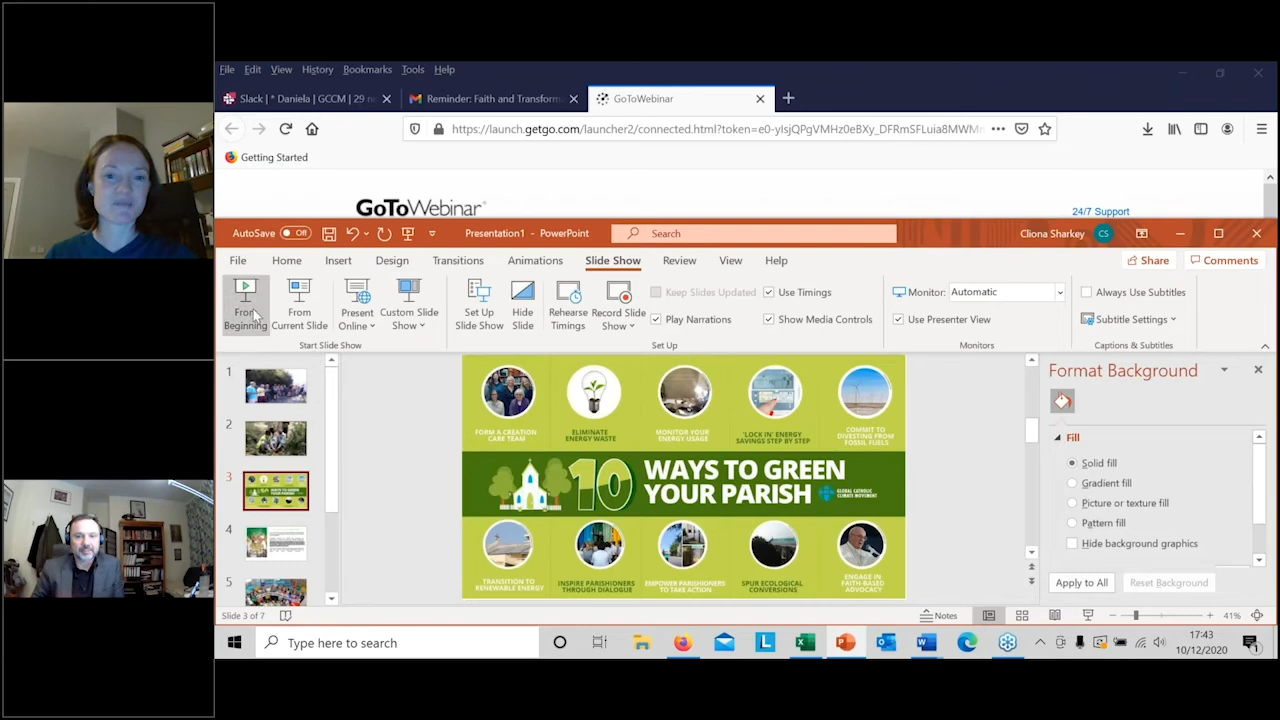 File Edit View History Bookmarks Tools Help
Slack | * Daniela | GCCM | 29 n
Reminder: Faith and Transform
GoToWebinar
https://launch.getgo.com/launcher2/connected.html?token=e0-yIsjQPgVMHz0eBXy_DFRmSFLuia8MWM
Getting Started
GoToWebinar
24/7 Support
AutoSave Off
Presentation1 - PowerPoint
Search
Cliona Sharkey CS
File Home Insert Design Transitions Animations Slide Show Review View Help
Share Comments
From Beginning
From Current Slide
Present Online
Custom Slide Show
Start Slide Show
Set Up Slide Show
Hide Slide
Rehearse Timings
Record Slide Show
Keep Slides Updated
Play Narrations
Use Timings
Show Media Controls
Set Up
Monitor: Automatic
Use Presenter View
Monitors
Always Use Subtitles
Subtitle Settings
Captions & Subtitles
1
2
3
4
5
FORM A CREATION
CARE TEAM
ELIMINATE
ENERGY WASTE
MONITOR YOUR
ENERGY USAGE
'LOCK IN' ENERGY
SAVINGS STEP BY STEP
COMMIT TO
DIVESTING FROM
FOSSIL FUELS
10 WAYS TO GREEN
YOUR PARISH
GLOBAL CATHOLIC
CLIMATE MOVEMENT
TRANSITION TO
RENEWABLE ENERGY
INSPIRE PARISHIONERS
THROUGH DIALOGUE
EMPOWER PARISHIONERS
TO TAKE ACTION
SPUR ECOLOGICAL
CONVERSIONS
ENGAGE IN
FAITH-BASED
ADVOCACY
Format Background
Fill
Solid fill
Gradient fill
Picture or texture fill
Pattern fill
Hide background graphics
Apply to All
Reset Background
Slide 3 of 7
Notes
41%
Type here to search
17:43
10/12/2020